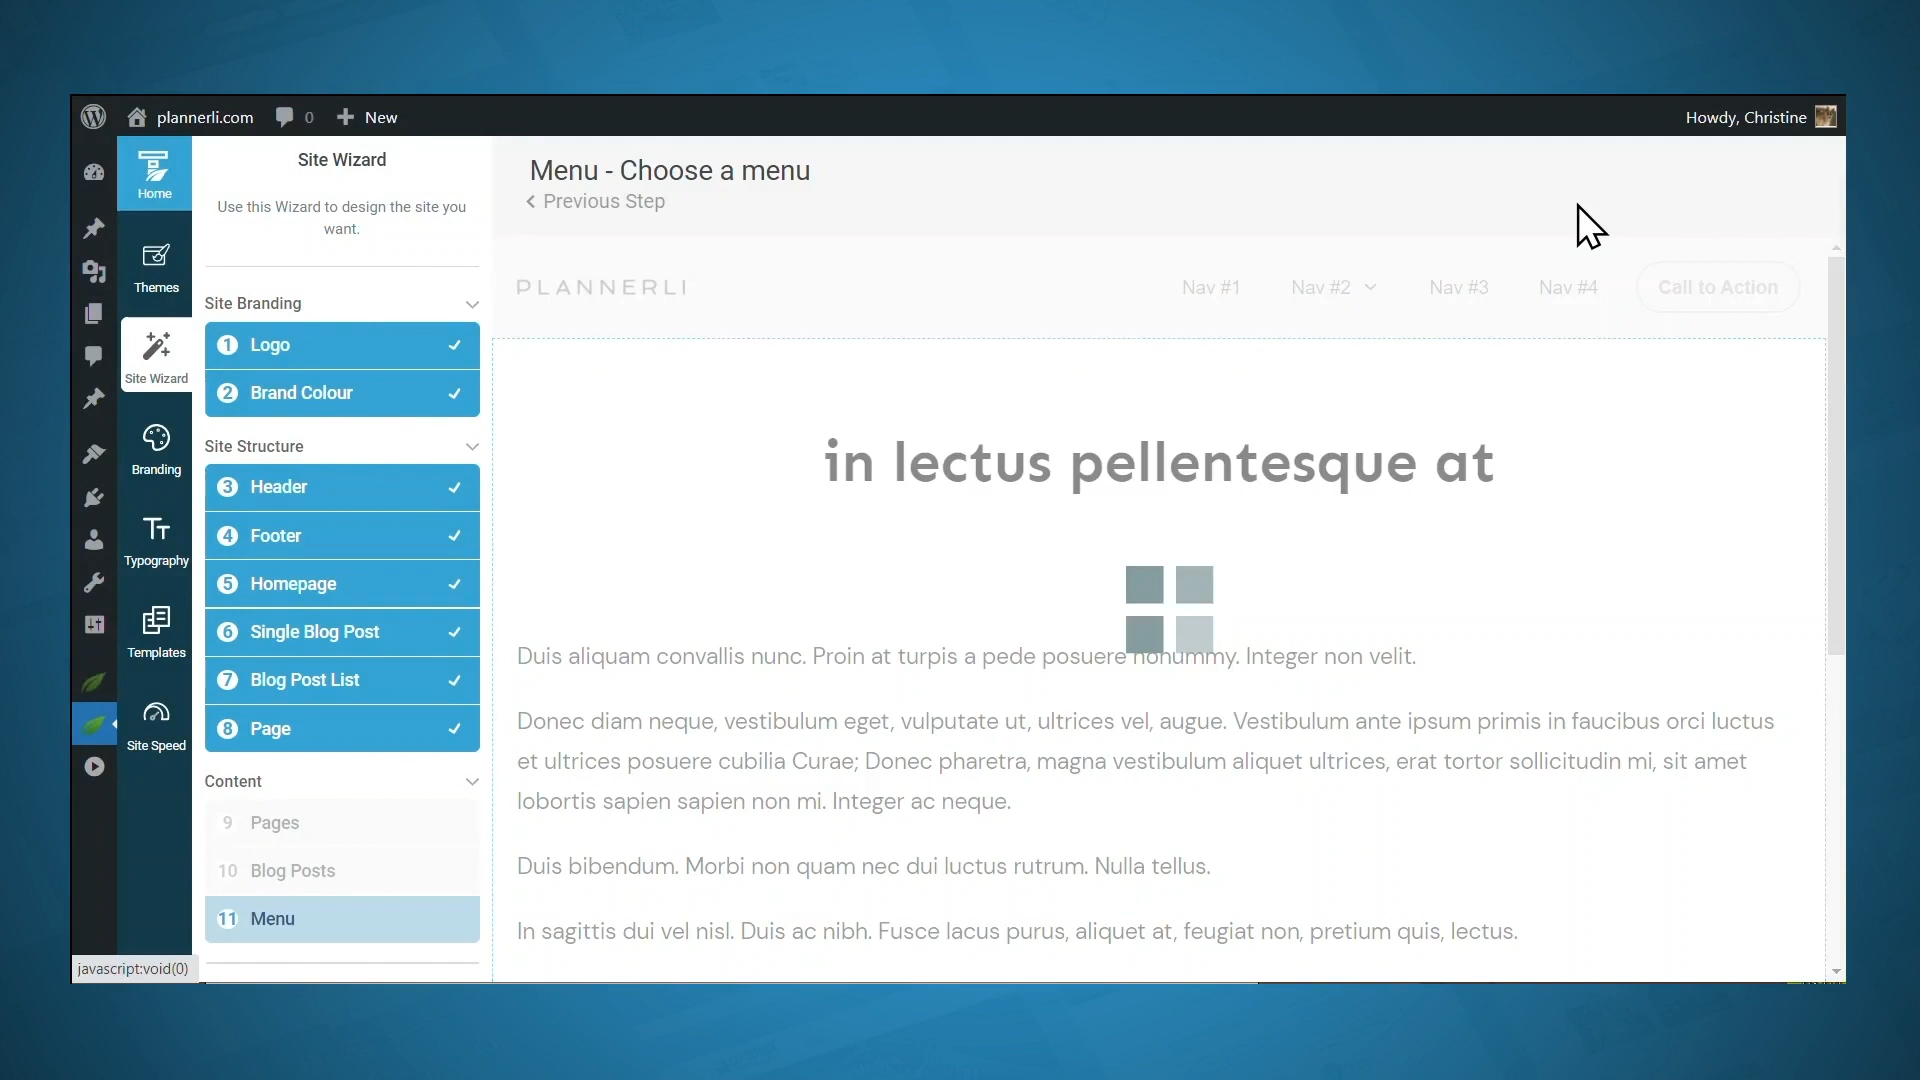 plannerli.com
0
New
Howdy, Christine
Home
Themes
Site Wizard
Branding
Typography
Templates
Site Speed
Site Wizard
Use this Wizard to design the site you
want.
Site Branding
1 Logo
2 Brand Colour
Site Structure
3 Header
4 Footer
5 Homepage
6 Single Blog Post
7 Blog Post List
8 Page
Content
9 Pages
10 Blog Posts
11 Menu
javascript:void(0)
Menu - Choose a menu
Previous Step
PLANNERLI
Nav #1 Nav #2 Nav #3 Nav #4 Call to Action
in lectus pellentesque at
Duis aliquam convallis nunc. Proin at turpis a pede posuere nonummy. Integer non velit.
Donec diam neque, vestibulum eget, vulputate ut, ultrices vel, augue. Vestibulum ante ipsum primis in faucibus orci luctus
et ultrices posuere cubilia Curae; Donec pharetra, magna vestibulum aliquet ultrices, erat tortor sollicitudin mi, sit amet
lobortis sapien sapien non mi. Integer ac neque.
Duis bibendum. Morbi non quam nec dui luctus rutrum. Nulla tellus.
In sagittis dui vel nisl. Duis ac nibh. Fusce lacus purus, aliquet at, feugiat non, pretium quis, lectus.